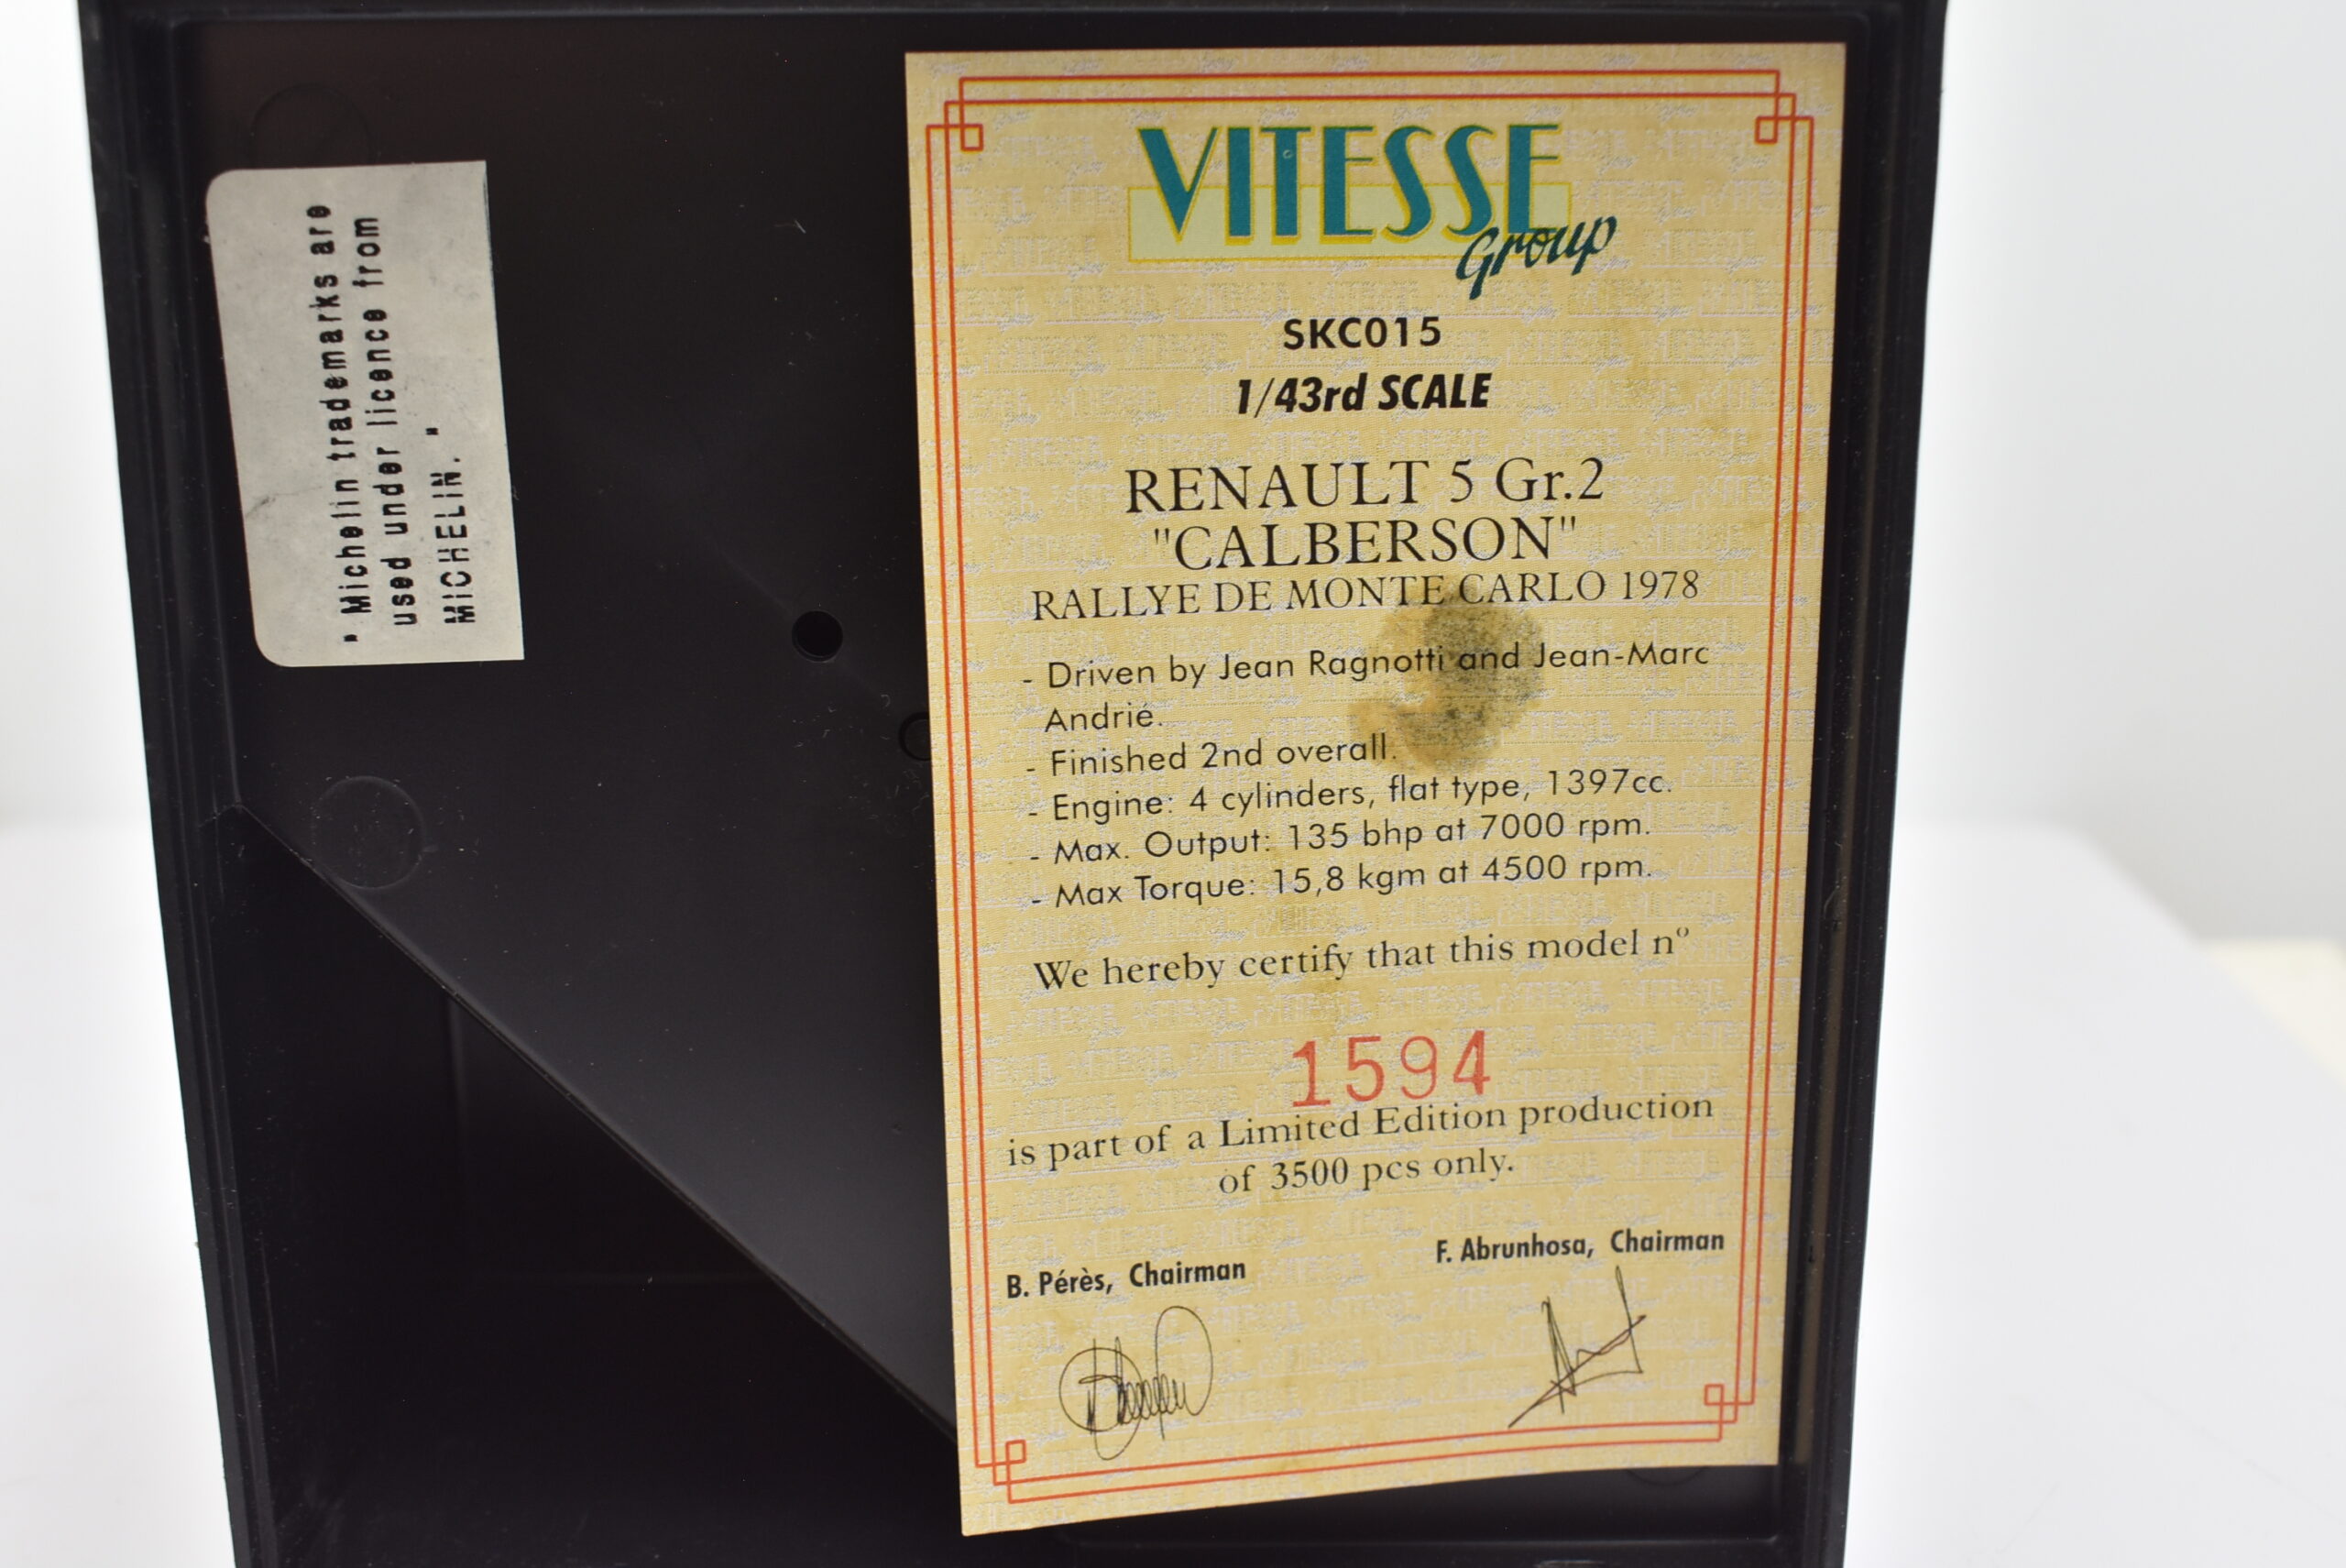 " Michelin trademarks are
used under licence from
MICHELIN. "
VITESSE
Group
SKC015
1/43rd SCALE
RENAULT 5 Gr.2
"CALBERSON"
RALLYE DE MONTE CARLO 1978
- Driven by Jean Ragnotti and Jean-Marc
Andrié.
- Finished 2nd overall.
- Engine: 4 cylinders, flat type, 1397cc.
- Max. Output: 135 bhp at 7000 rpm.
- Max Torque: 15,8 kgm at 4500 rpm.
We hereby certify that this model nº
1594
is part of a Limited Edition production
of 3500 pcs only.
B. Pérès, Chairman
F. Abrunhosa, Chairman